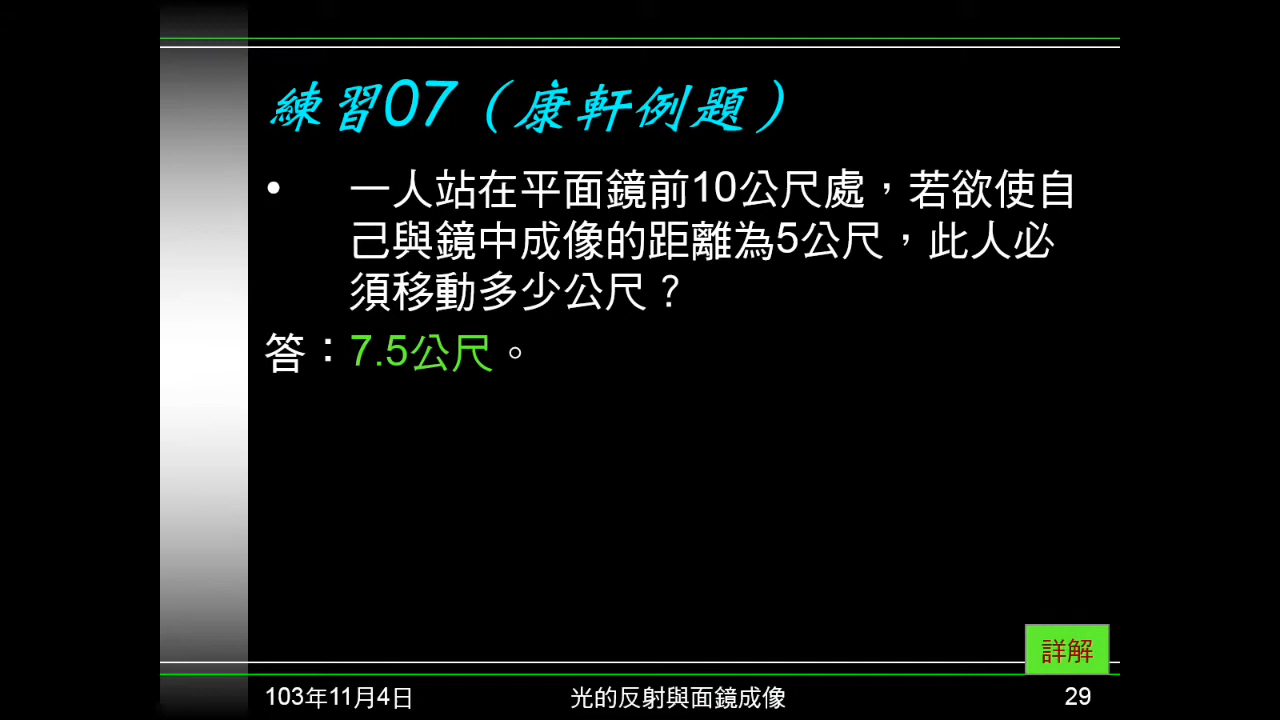 練習07（康軒例題）
• 一人站在平面鏡前10公尺處，若欲使自
己與鏡中成像的距離為5公尺，此人必
須移動多少公尺？
答：7.5公尺。
詳解
103年11月4日 光的反射與面鏡成像 29